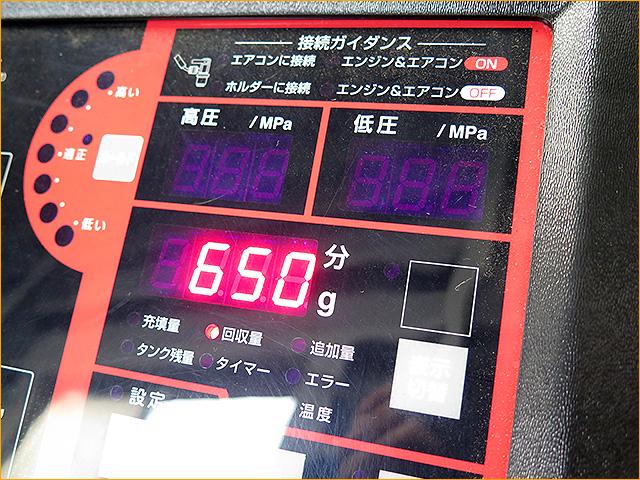 接続ガイダンス
エアコンに接続 エンジン&エアコン ON
ホルダーに接続 エンジン&エアコン OFF
高い
適正
低い
高圧 /MPa
低圧 /MPa
650 分
g
充填量 回収量 追加量
タンク残量 タイマー エラー
表示
切替
設定
温度